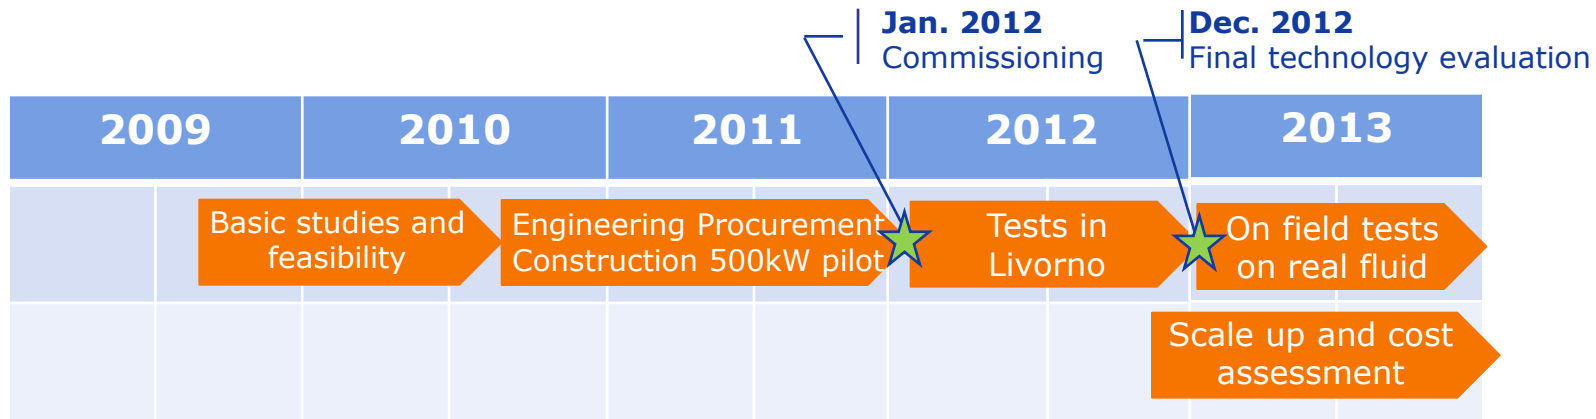 Jan. 2012
Commissioning
Dec. 2012
Final technology evaluation
2009
2010
2011
2012
2013
Basic studies and
feasibility
Engineering Procurement
Construction 500kW pilot
Tests in
Livorno
On field tests
on real fluid
Scale up and cost
assessment